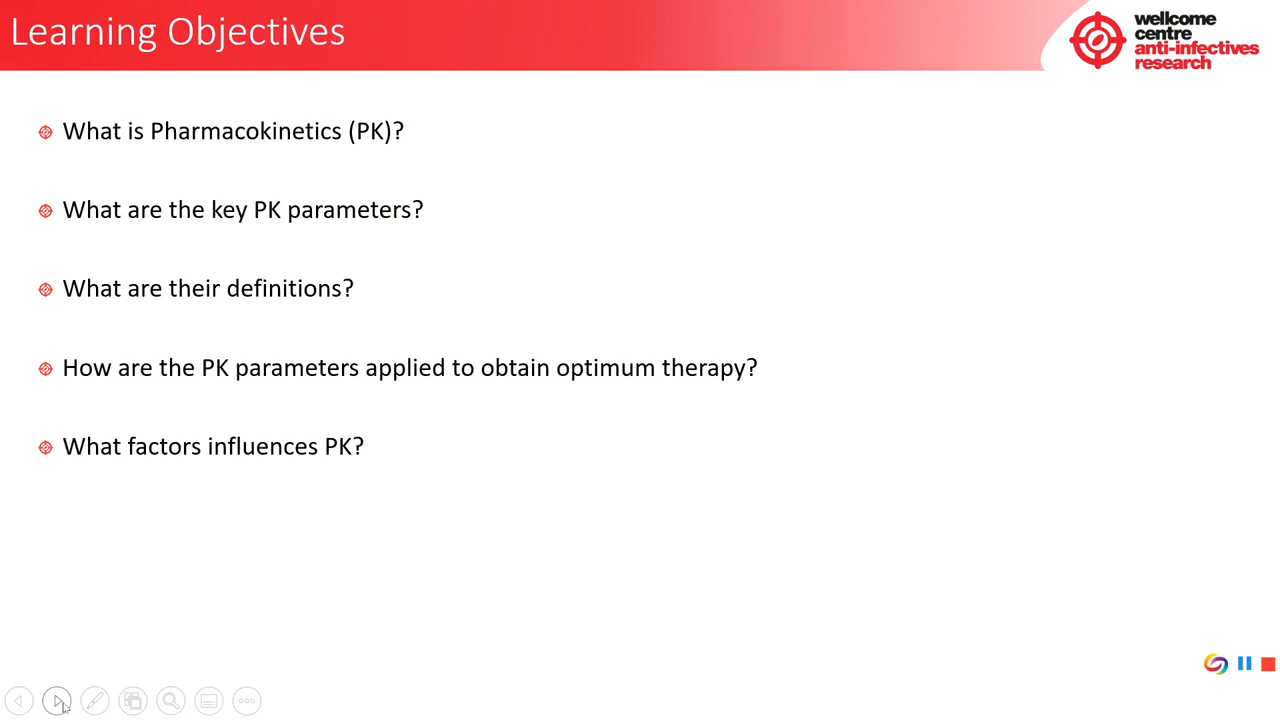 Learning Objectives
wellcome
centre
anti-infectives
research
What is Pharmacokinetics (PK)?
What are the key PK parameters?
What are their definitions?
How are the PK parameters applied to obtain optimum therapy?
What factors influences PK?